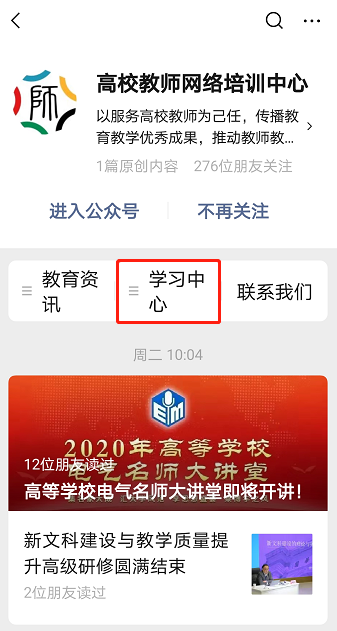 師
高校教师网络培训中心
以服务高校教师为己任，传播教
育教学优秀成果，推动教师教...
1篇原创内容 276位朋友关注
进入公众号 不再关注
教育资
讯
学习中
心
联系我们
周二 10:04
EM
2020年高等学校
电气名师大讲堂
12位朋友读过
高等学校电气名师大讲堂即将开讲！
新文科建设与教学质量提
升高级研修圆满结束
2位朋友读过